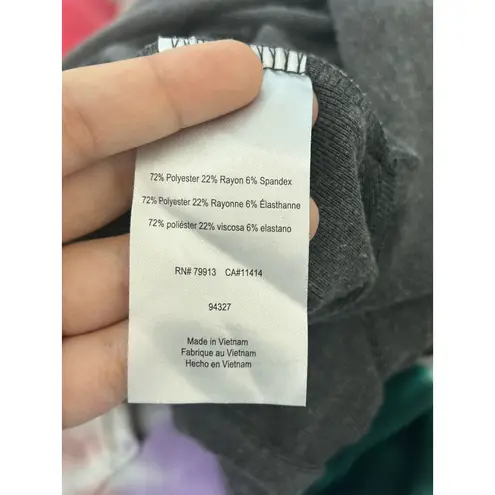 72% Polyester 22% Rayon 6% Spandex
72% Polyester 22% Rayonne 6% Élasthanne
72% poliéster 22% viscosa 6% elastano
RN# 79913 CA#11414
94327
Made in Vietnam
Fabrique au Vietnam
Hecho en Vietnam